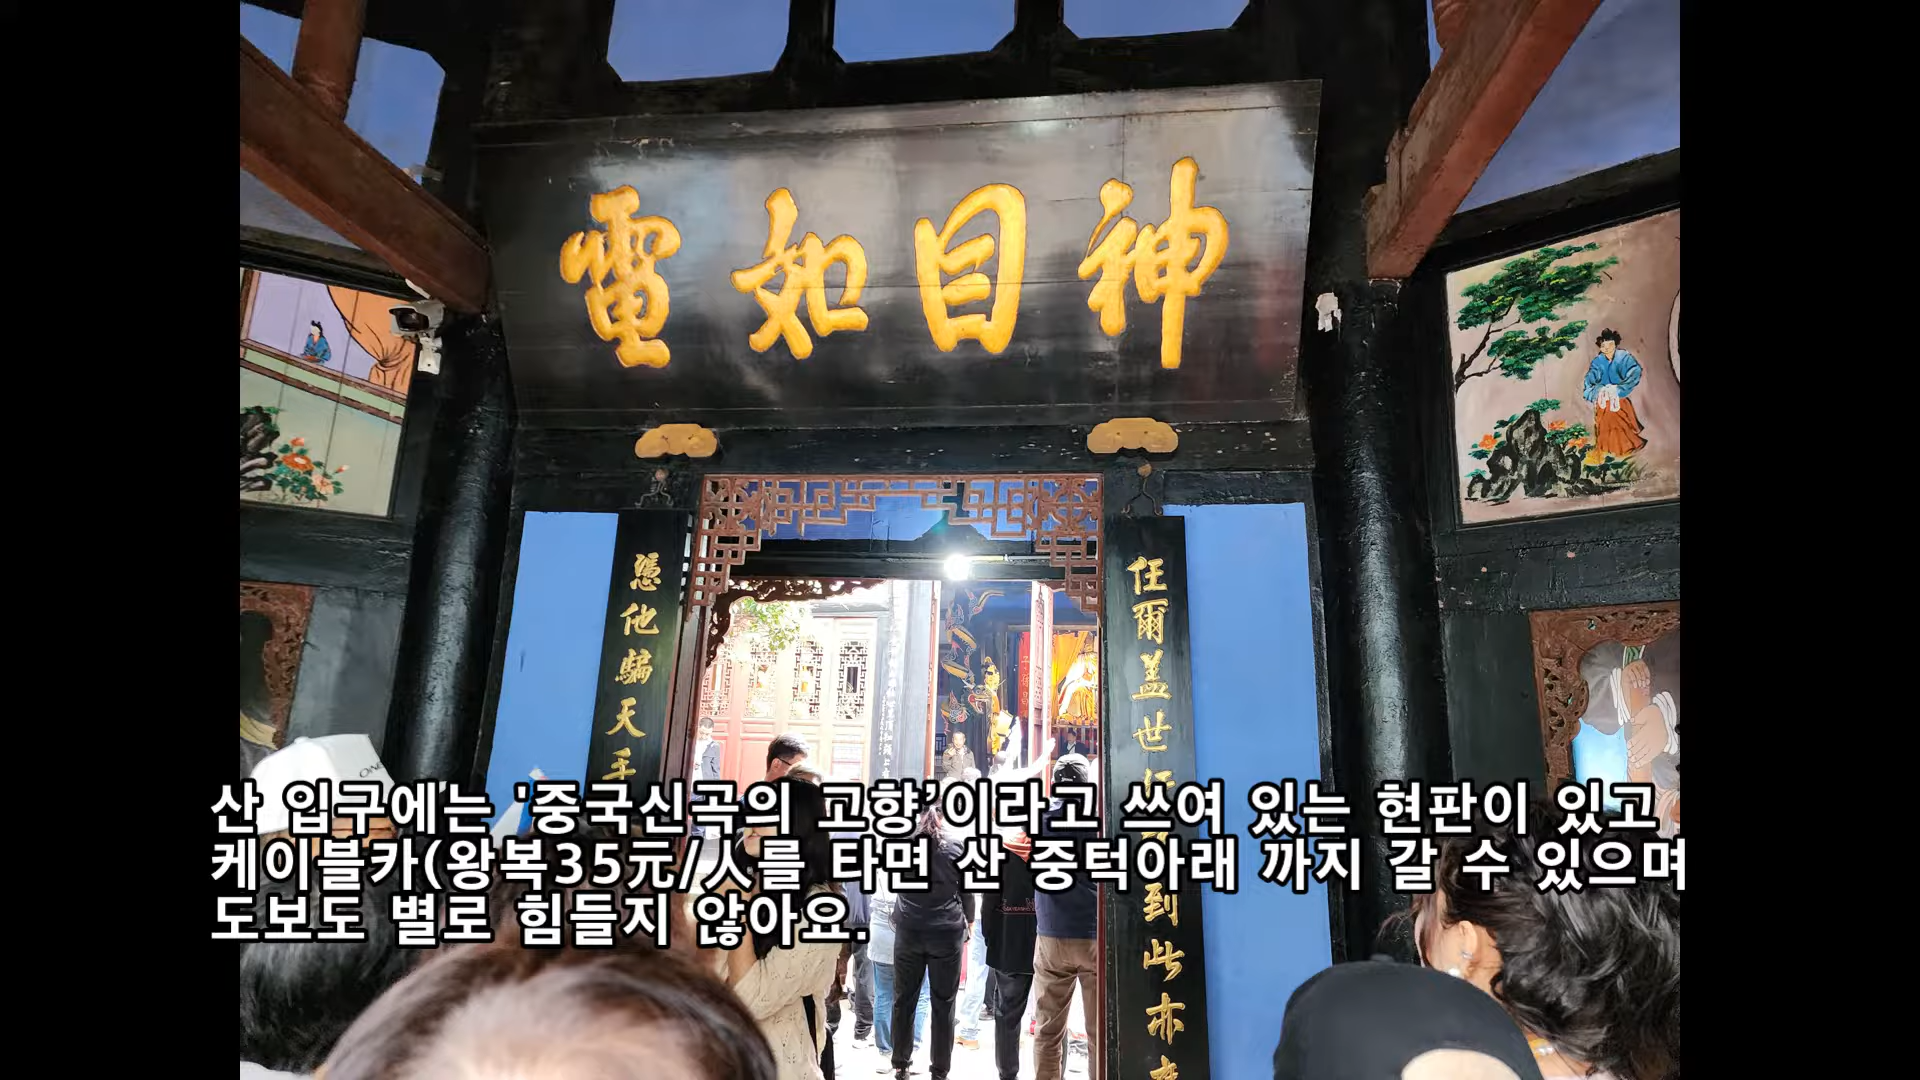 神目如電
任爾蓋世
到此亦
憑他騙天
산 입구에는 '중국신곡의 고향’이라고 쓰여 있는 현판이 있고
케이블카(왕복35元/人를 타면 산 중턱아래 까지 갈 수 있으며
도보도 별로 힘들지 않아요.